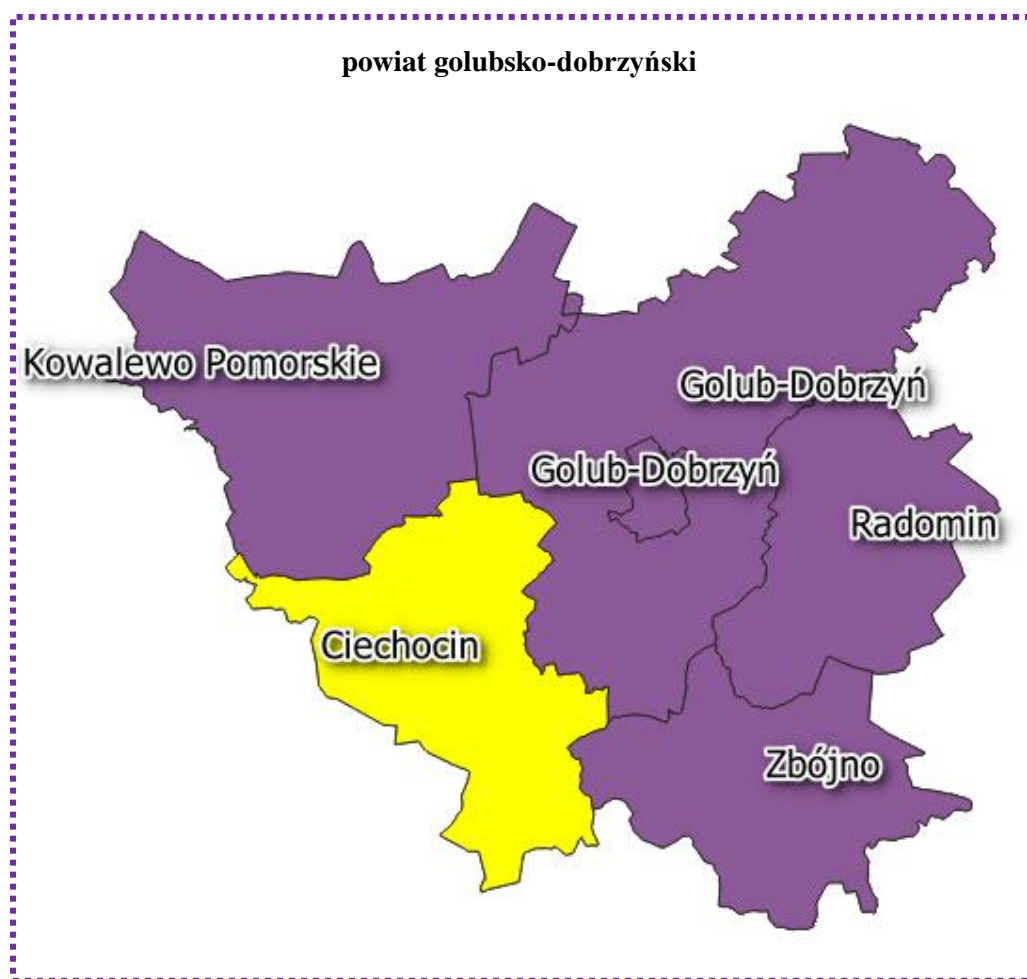 powiat golubsko-dobrzyński
Kowalewo Pomorskie
Golub-Dobrzyń
Golub-Dobrzyń
Radomin
Ciechocin
Zbójno